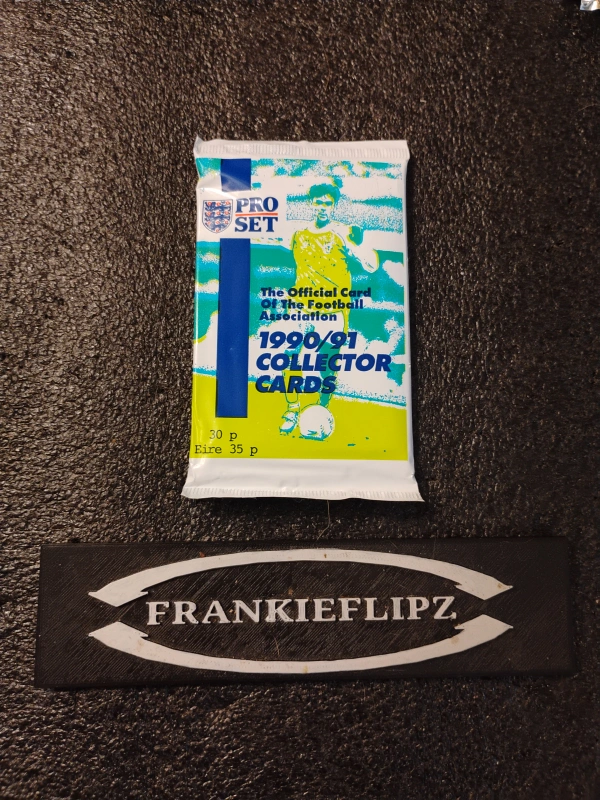 PRO
SET
The Official Card
Of The Football
Association
1990/91
COLLECTOR
CARDS
30 p
Eire 35 p
FRANKIEFLIPZ